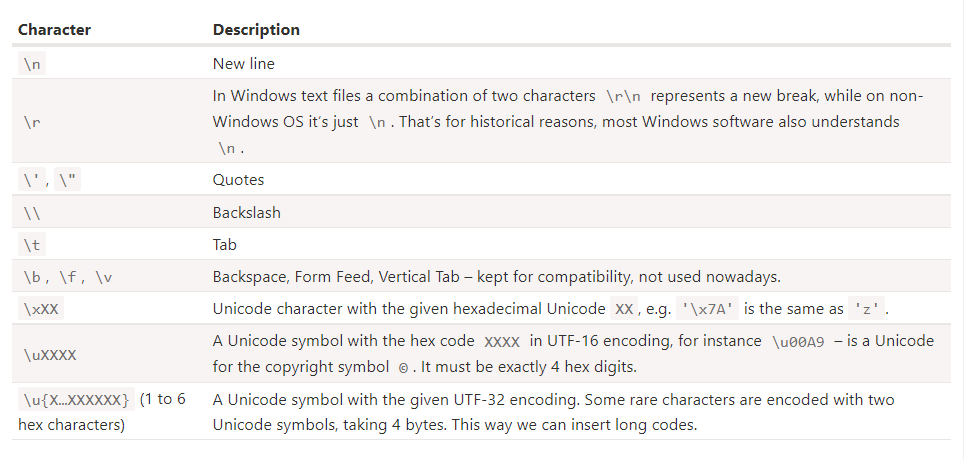 Character Description
\n New line
In Windows text files a combination of two characters \r\n represents a new break, while on non-
\r Windows OS it’s just \n . That’s for historical reasons, most Windows software also understands
\n .
\' , \" Quotes
\\ Backslash
\t Tab
\b , \f , \v Backspace, Form Feed, Vertical Tab – kept for compatibility, not used nowadays.
\xXX Unicode character with the given hexadecimal Unicode XX , e.g. '\x7A' is the same as 'z' .
\uXXXX A Unicode symbol with the hex code XXXX in UTF-16 encoding, for instance \u00A9 – is a Unicode
for the copyright symbol © . It must be exactly 4 hex digits.
\u{X…XXXXXX} (1 to 6 A Unicode symbol with the given UTF-32 encoding. Some rare characters are encoded with two
hex characters) Unicode symbols, taking 4 bytes. This way we can insert long codes.